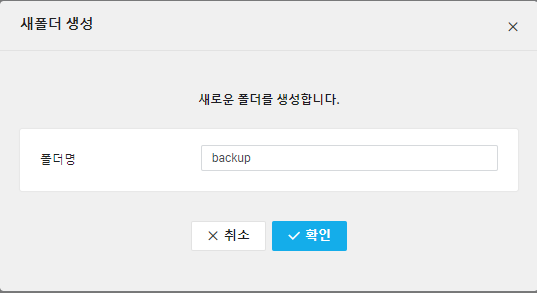 새폴더 생성
새로운 폴더를 생성합니다.
폴더명
backup
취소
확인